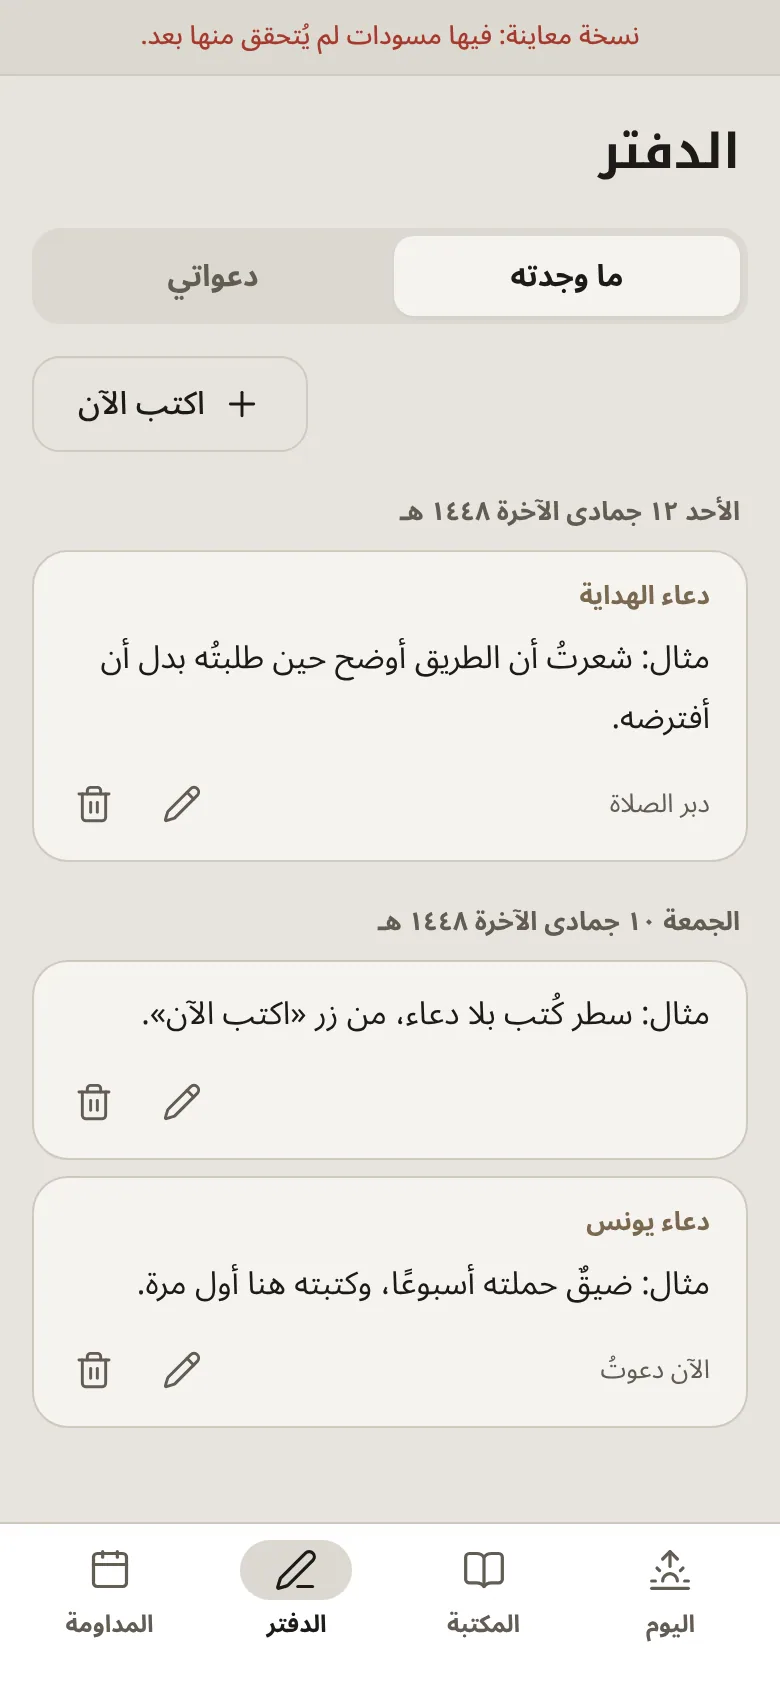 نسخة معاينة: فيها مسودات لم يُتحقق منها بعد.
الدفتر
ما وجدته
دعواتي
+ اكتب الآن
الأحد ١٢ جمادى الآخرة ١٤٤٨ هـ
دعاء الهداية
مثال: شعرتُ أن الطريق أوضح حين طلبتُه بدل أن
أفترضه.
دبر الصلاة
الجمعة ١٠ جمادى الآخرة ١٤٤٨ هـ
مثال: سطر كُتب بلا دعاء، من زر «اكتب الآن».
دعاء يونس
مثال: ضيقٌ حملته أسبوعًا، وكتبته هنا أول مرة.
الآن دعوتُ
اليوم
المكتبة
الدفتر
المداومة